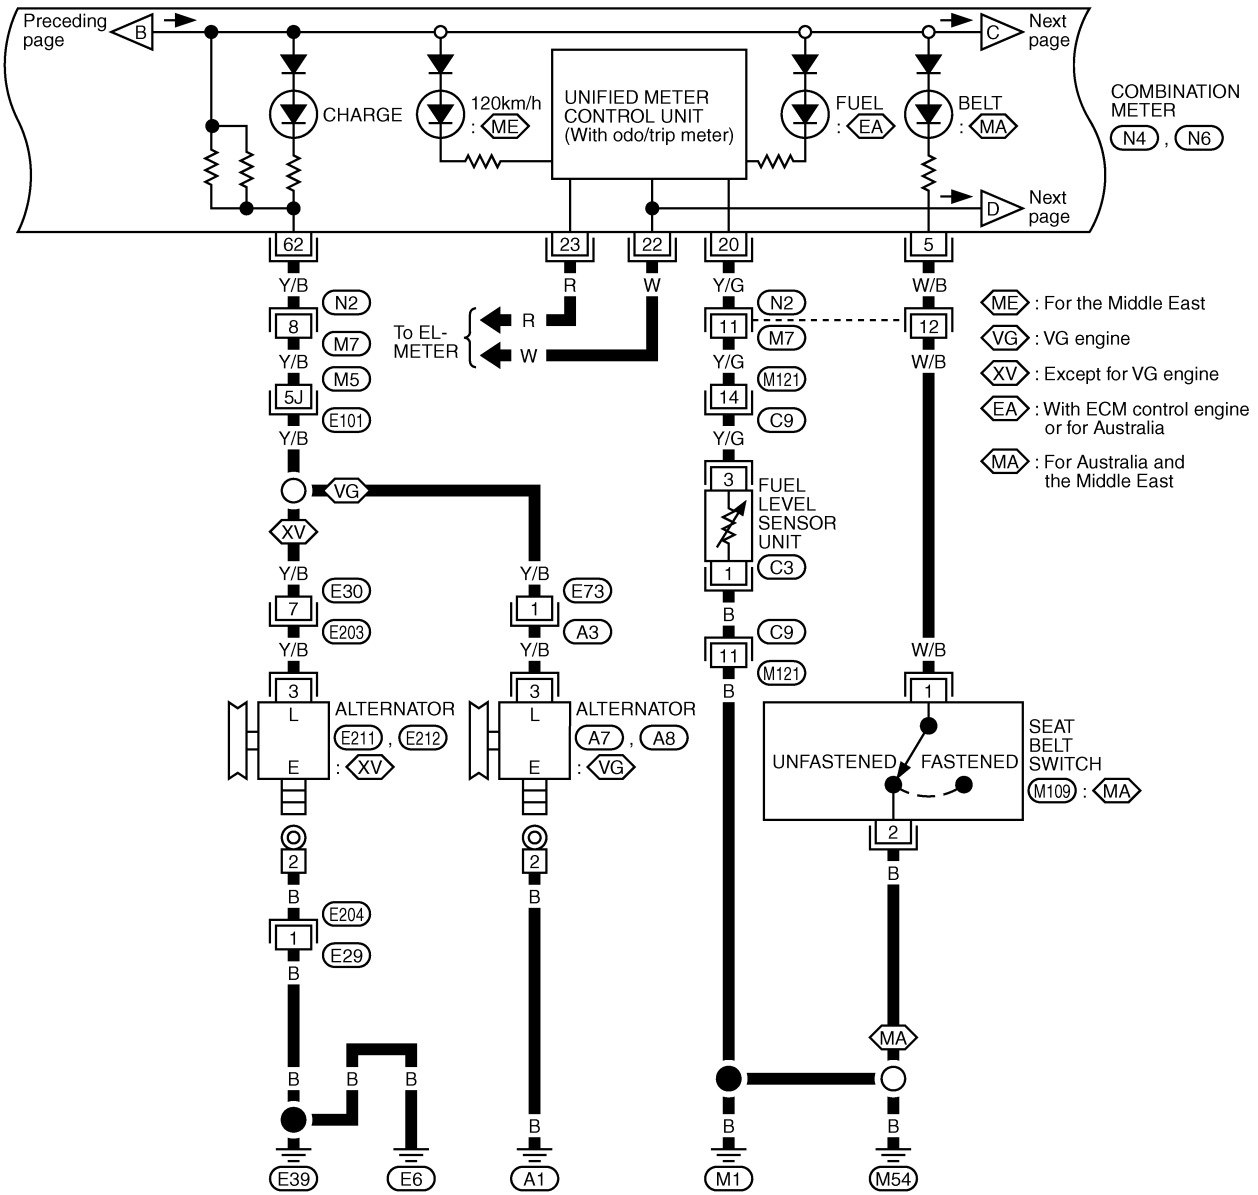 Preceding
page
B
C
Next
page
CHARGE
120km/h
: ME
UNIFIED METER
CONTROL UNIT
(With odo/trip meter)
FUEL
: EA
BELT
: MA
COMBINATION
METER
N4 , N6
D
Next
page
62
23
22
20
5
Y/B
R
W
Y/G
W/B
N2
8
M7
To EL-
METER
R
W
N2
11
M7
12
ME : For the Middle East
VG : VG engine
XV : Except for VG engine
EA : With ECM control engine
or for Australia
MA : For Australia and
the Middle East
Y/B
Y/G
W/B
M5
5J
E101
M121
14
C9
Y/B
Y/G
VG
XV
3
FUEL
LEVEL
SENSOR
UNIT
1
C3
Y/B
Y/B
E30
7
E203
E73
1
A3
B
C9
11
M121
Y/B
Y/B
B
W/B
3
L
E
ALTERNATOR
E211 , E212
: XV
3
L
E
ALTERNATOR
A7 , A8
: VG
1
UNFASTENED
FASTENED
SEAT
BELT
SWITCH
M109 : MA
2
2
2
B
B
B
E204
1
E29
B
MA
B
B
B
B
B
B
E39
E6
A1
M1
M54